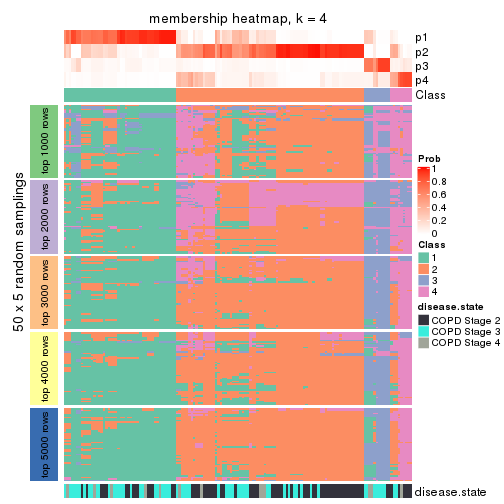 membership heatmap, k = 4
p1
p2
p3
p4
Class
50 x 5 random samplings
top 1000 rows
top 2000 rows
top 3000 rows
top 4000 rows
top 5000 rows
Prob
1
0.8
0.6
0.4
0.2
0
Class
1
2
3
4
disease.state
COPD Stage 2
COPD Stage 3
COPD Stage 4
disease.state